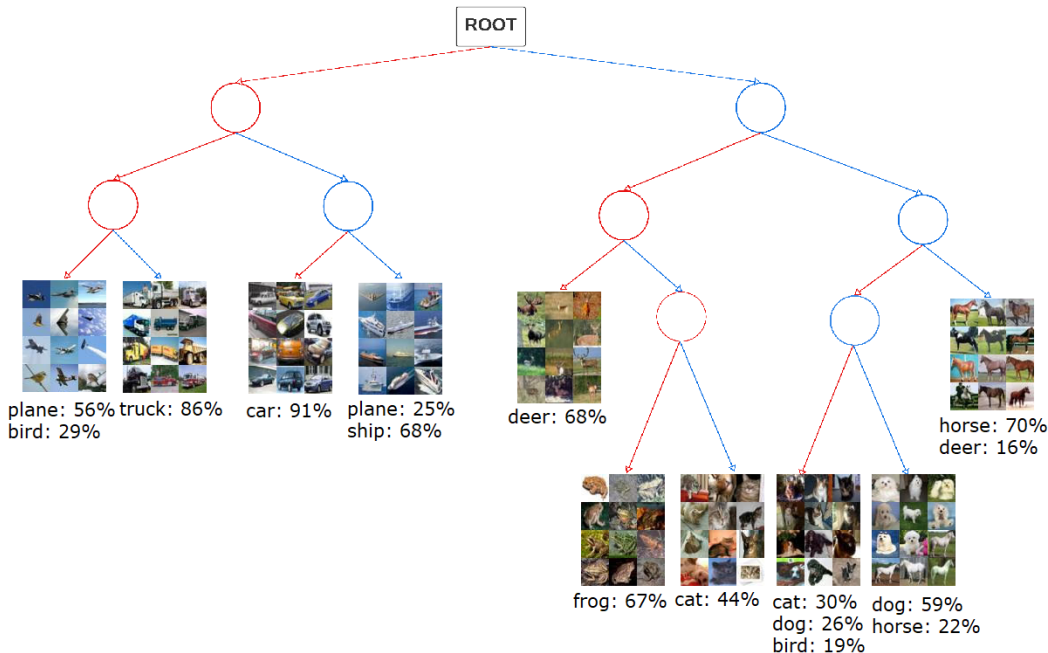 ROOT
plane: 56%
bird: 29%
truck: 86%
car: 91%
plane: 25%
ship: 68%
deer: 68%
horse: 70%
deer: 16%
frog: 67%
cat: 44%
cat: 30%
dog: 26%
bird: 19%
dog: 59%
horse: 22%